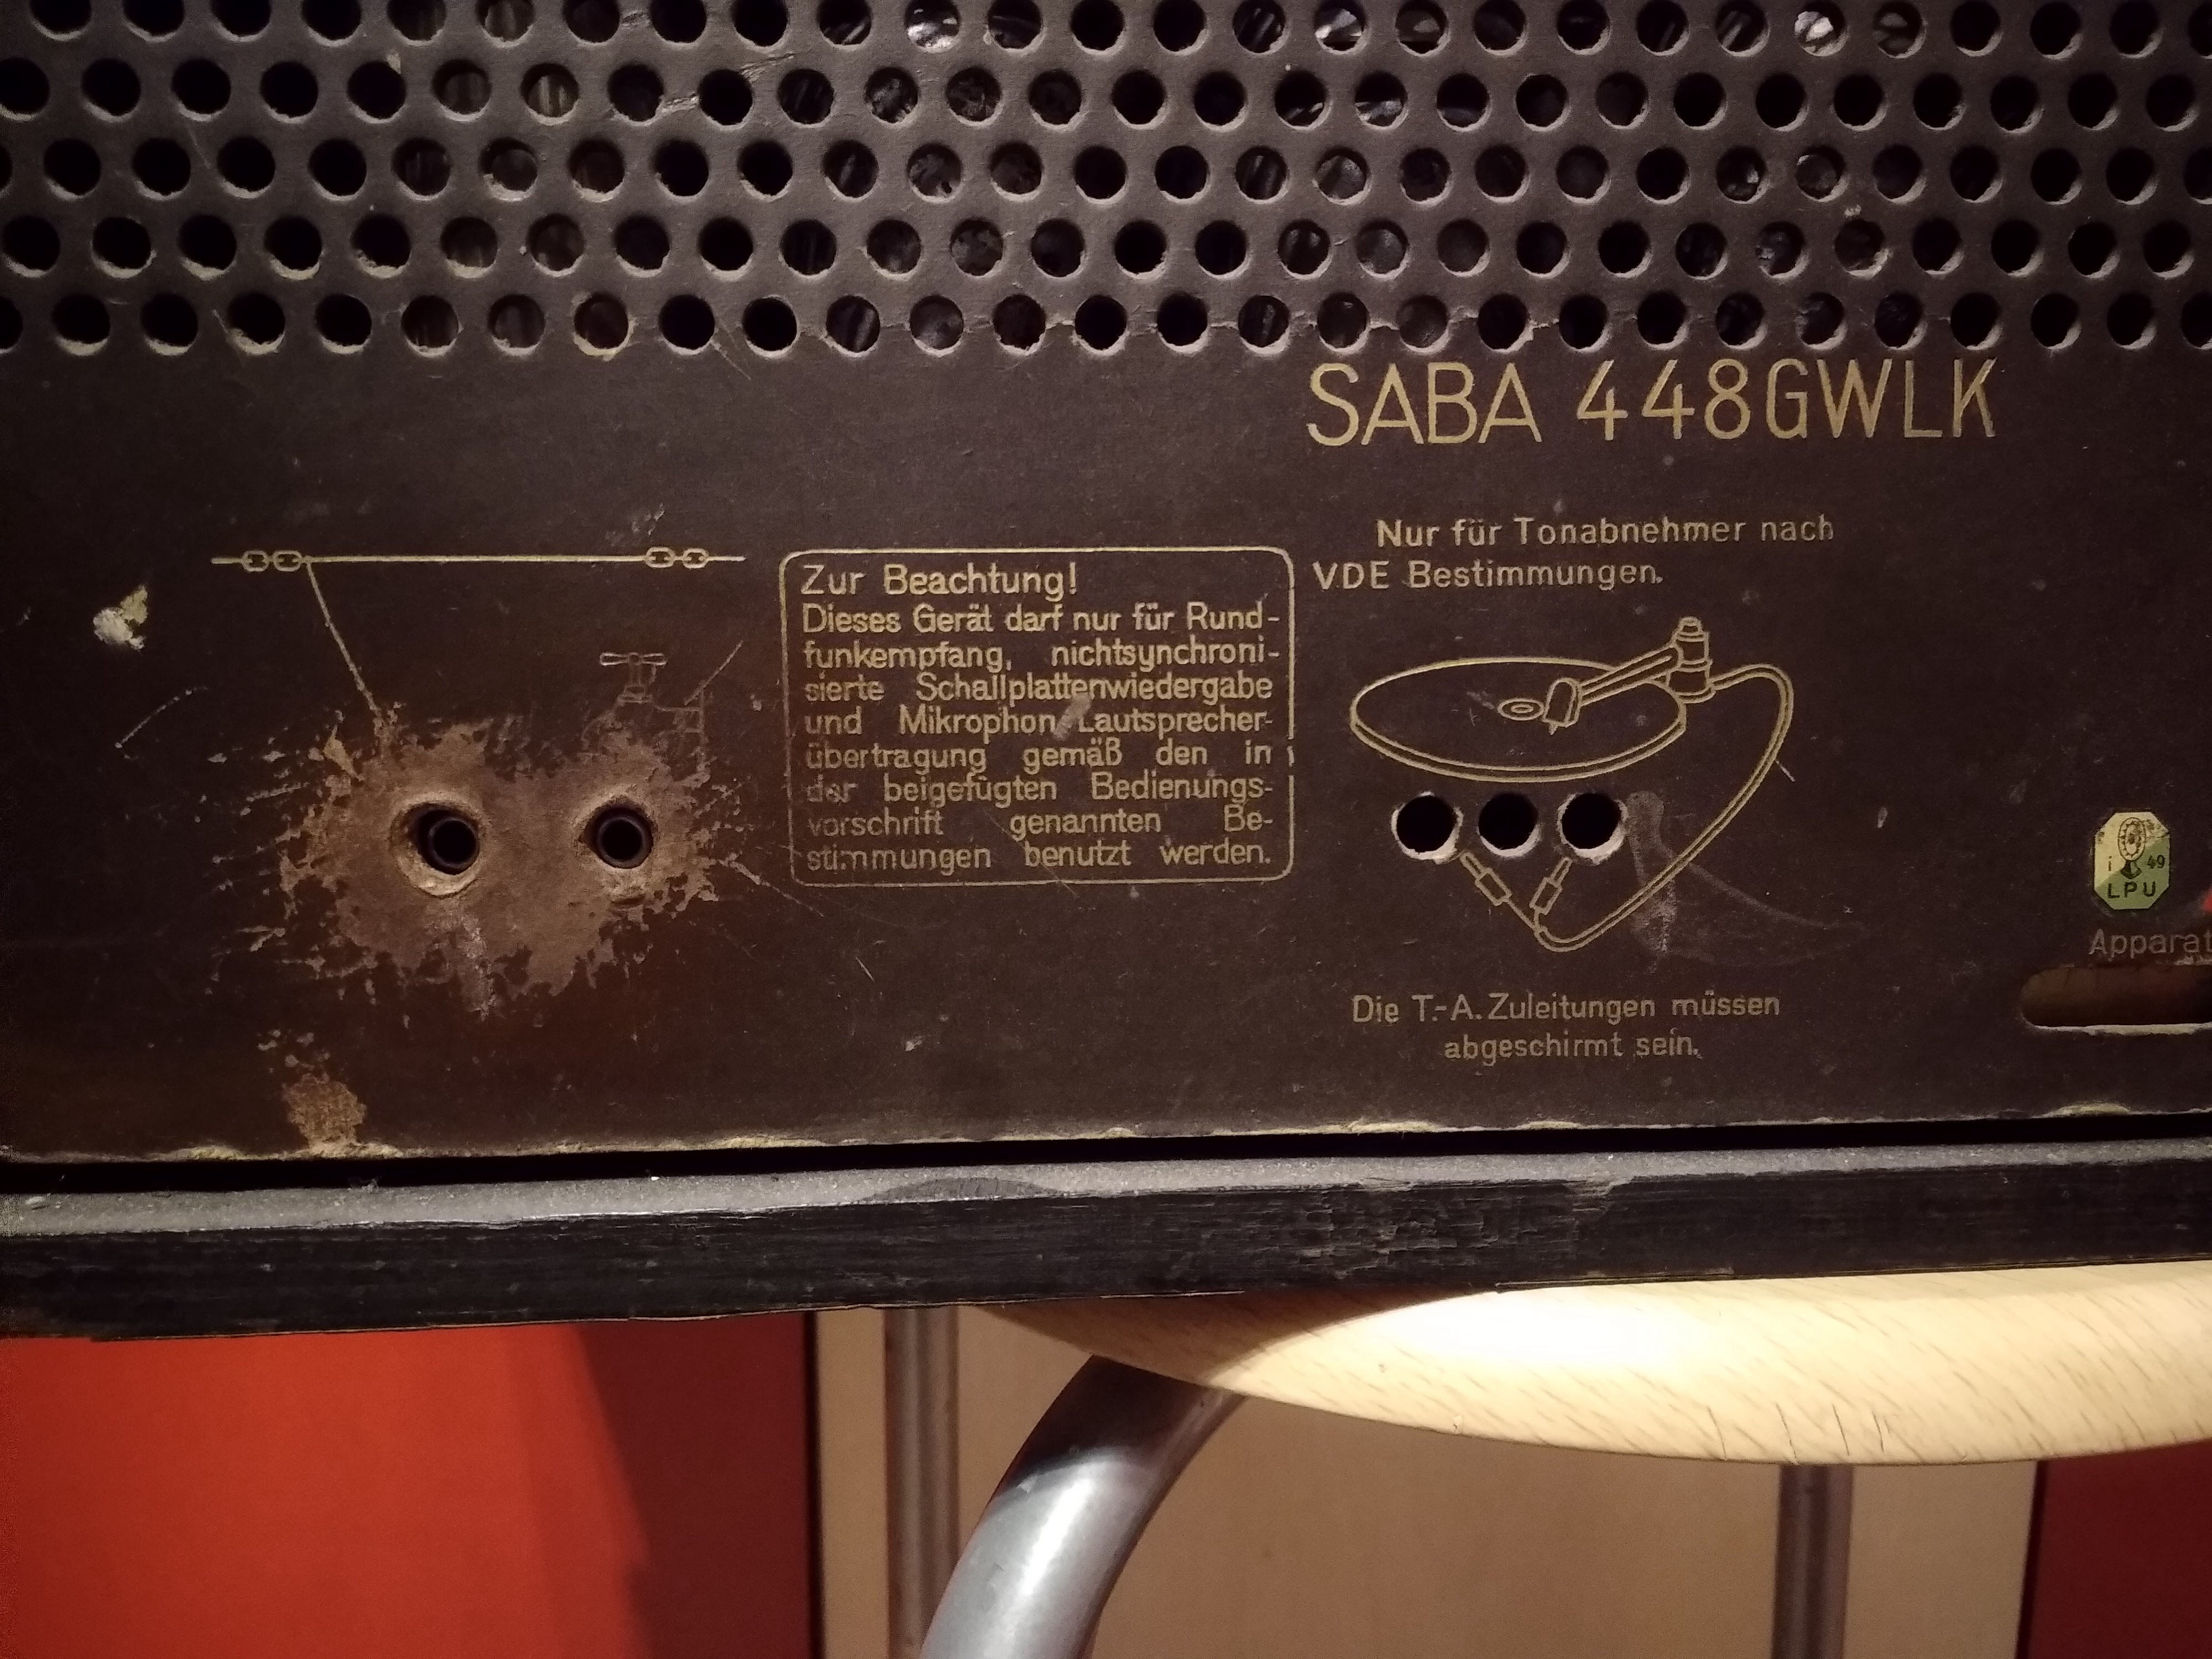 SABA 448GWLK
Nur für Tonabnehmer nach
VDE Bestimmungen.
Zur Beachtung!
Dieses Gerät darf nur für Rund-
funkempfang, nichtsynchroni-
sierte Schallplattenwiedergabe
und Mikrophon-Lautsprecher-
übertragung gemäß den in
der beigefügten Bedienungs-
vorschrift genannten Be-
stimmungen benutzt werden.
Die T.-A. Zuleitungen müssen
abgeschirmt sein.
i 49
LPU
Apparat